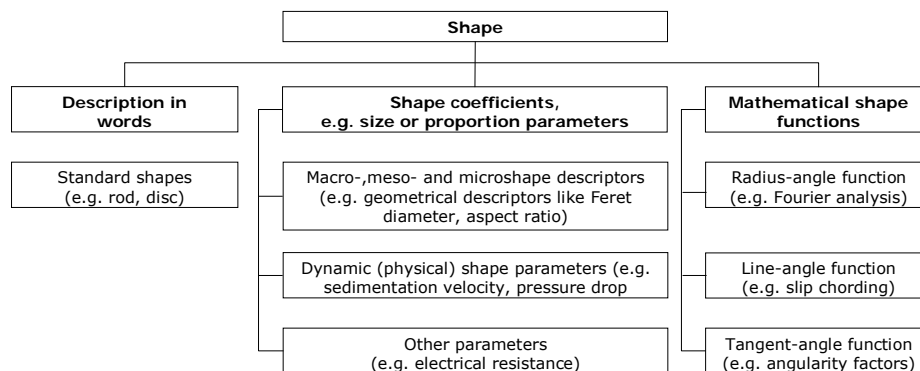 Shape
Description in
words
Shape coefficients,
e.g. size or proportion parameters
Mathematical shape
functions
Standard shapes
(e.g. rod, disc)
Macro-,meso- and microshape descriptors
(e.g. geometrical descriptors like Feret
diameter, aspect ratio)
Radius-angle function
(e.g. Fourier analysis)
Dynamic (physical) shape parameters (e.g.
sedimentation velocity, pressure drop
Line-angle function
(e.g. slip chording)
Other parameters
(e.g. electrical resistance)
Tangent-angle function
(e.g. angularity factors)